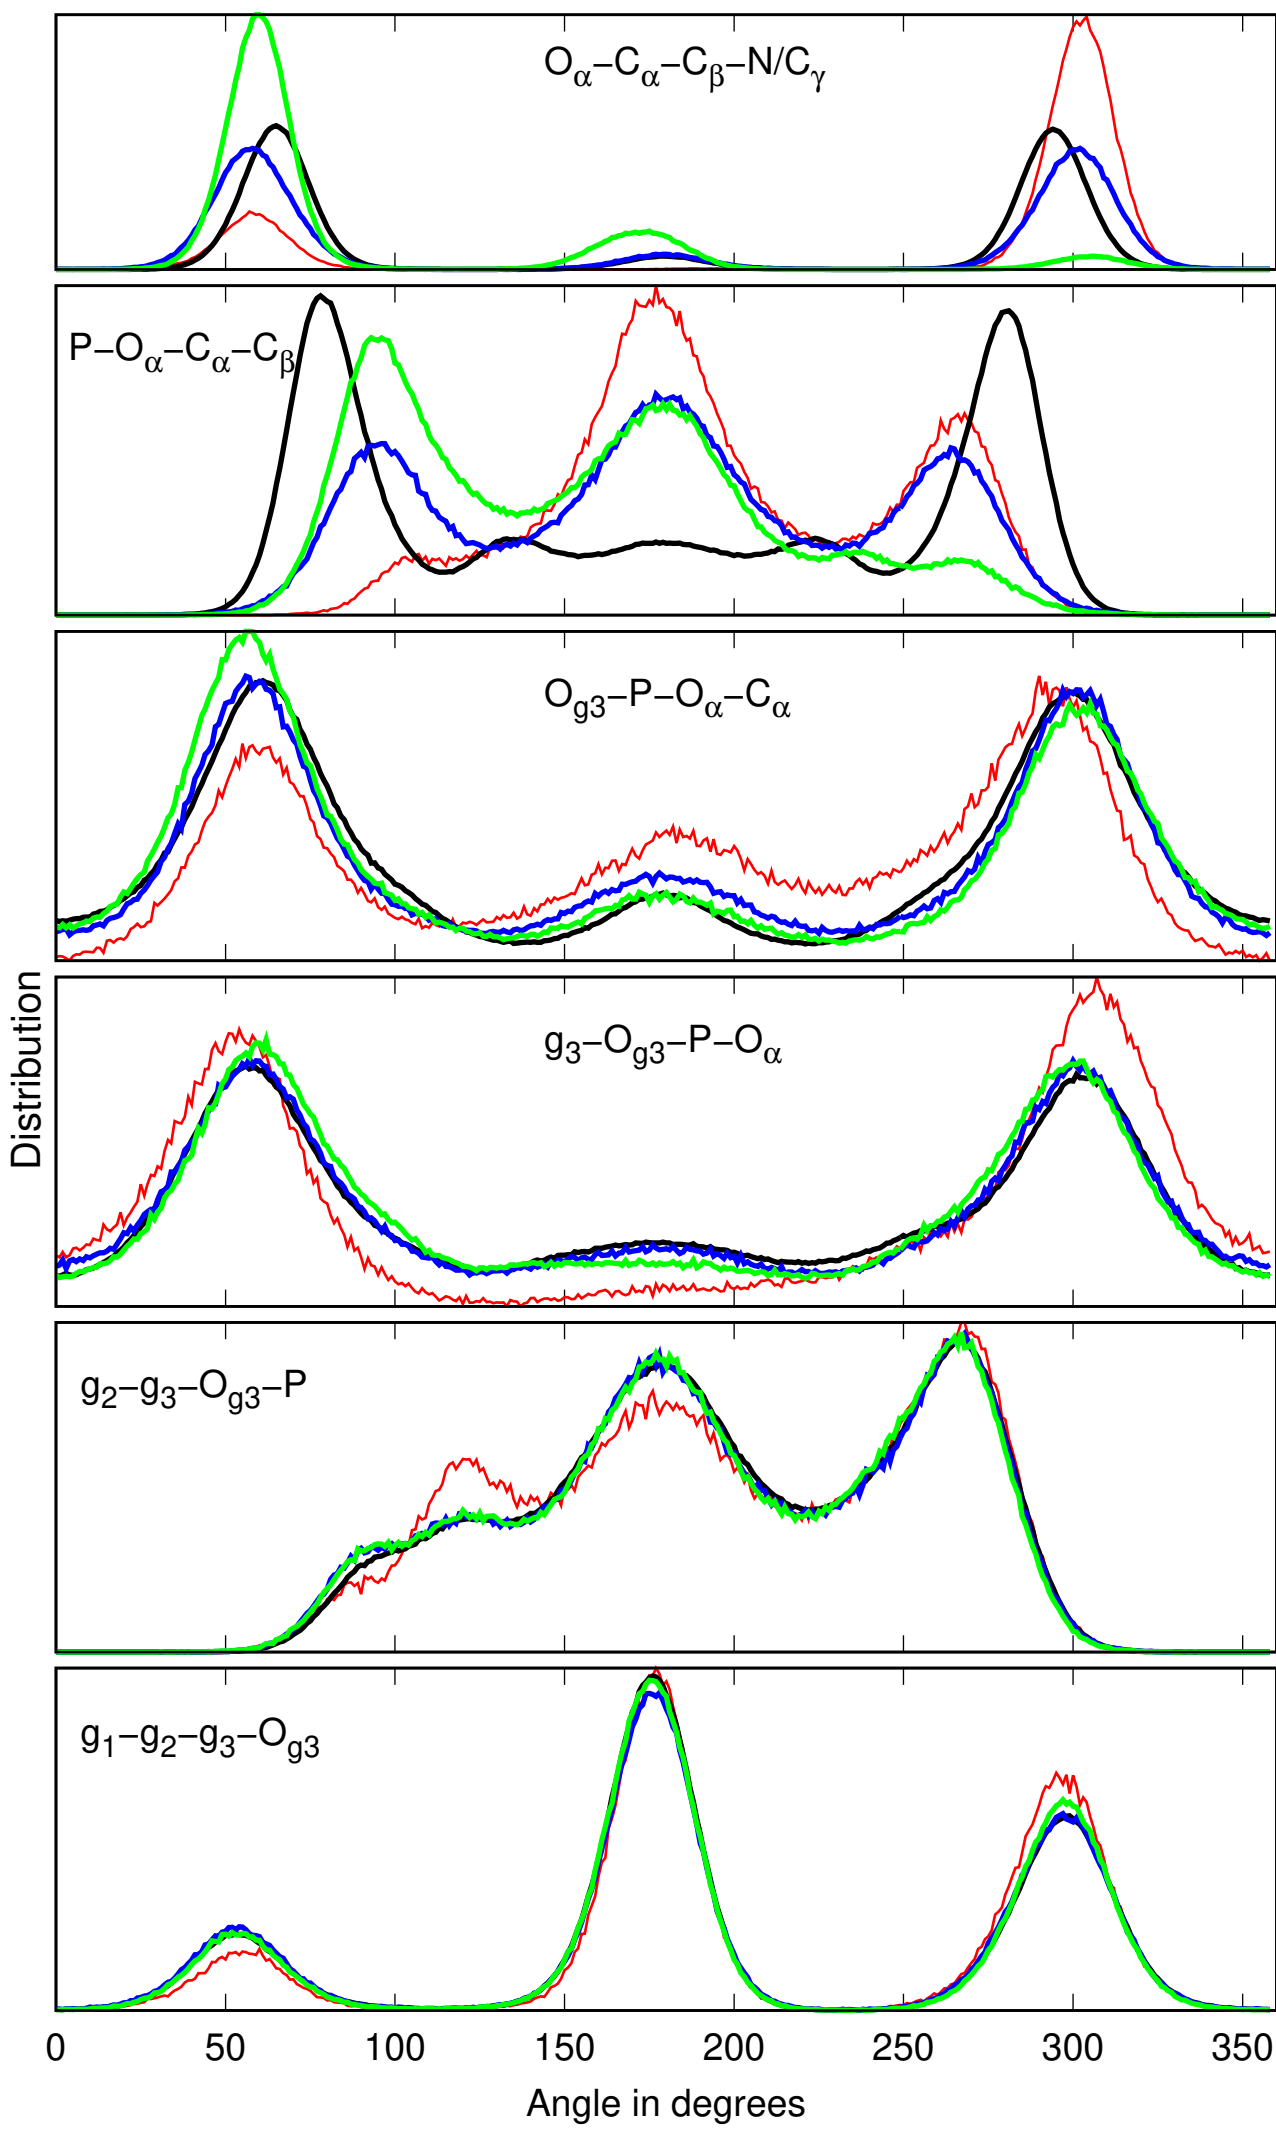 Oα−Cα−Cβ−N/Cγ
P−Oα−Cα−Cβ
Og3−P−Oα−Cα
g3−Og3−P−Oα
g2−g3−Og3−P
g1−g2−g3−Og3
Distribution
0 50 100 150 200 250 300 350
Angle in degrees